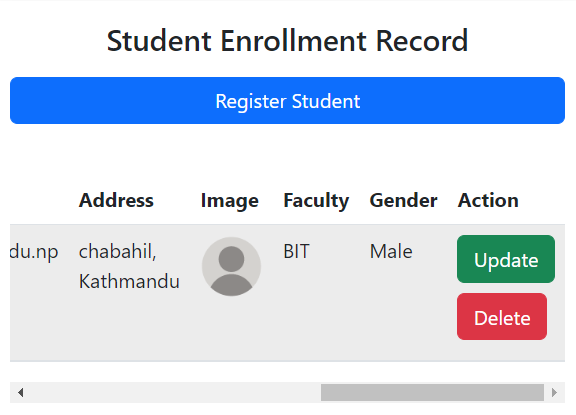 Student Enrollment Record
Register Student
Address Image Faculty Gender Action
du.np chabahil, BIT Male Update
Kathmandu
Delete